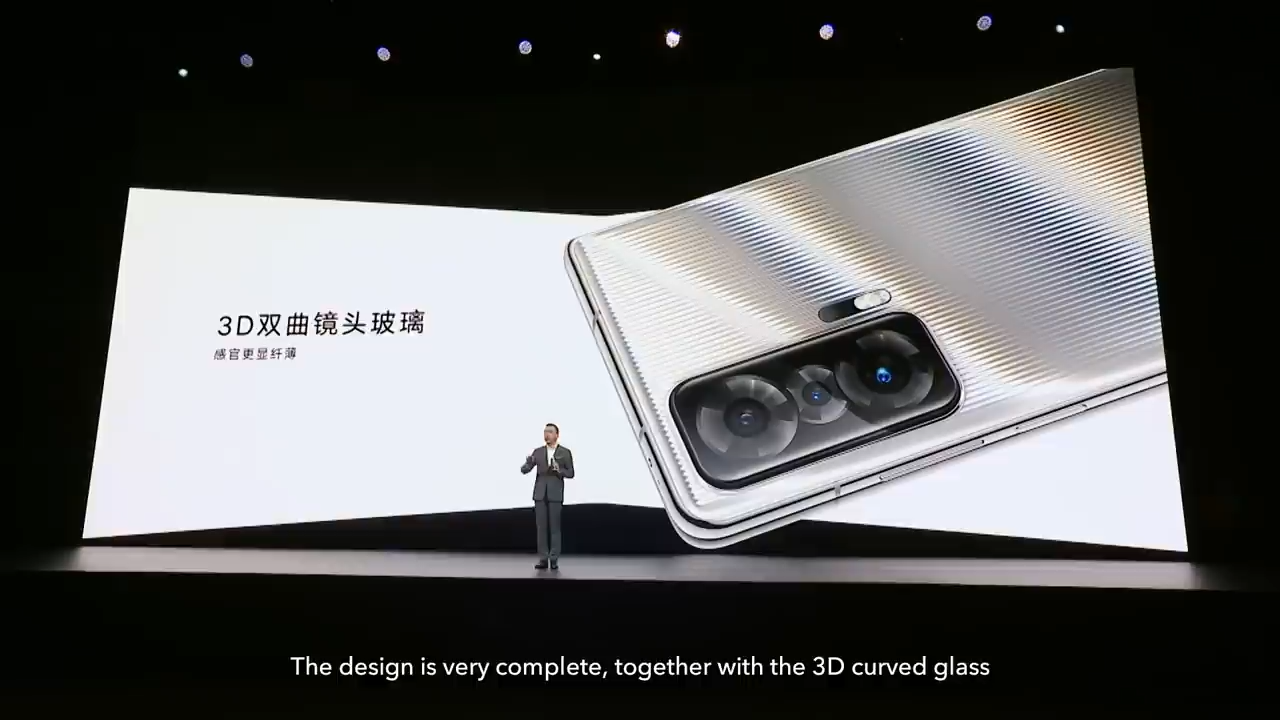 3D双曲镜头玻璃
感官更显纤薄
The design is very complete, together with the 3D curved glass